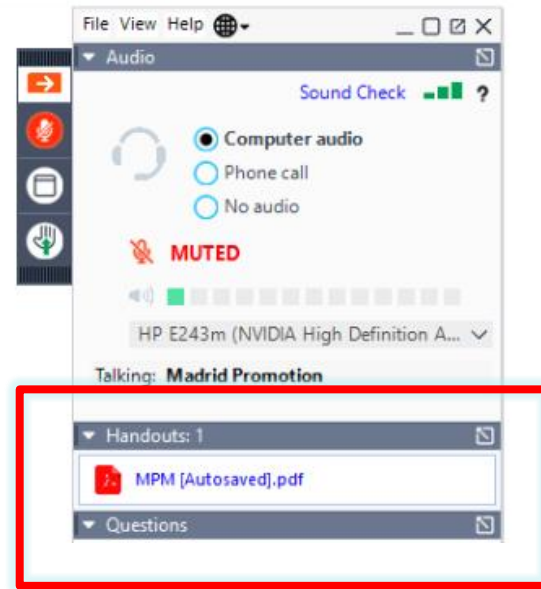 File View Help
Audio
Sound Check ?
Computer audio
Phone call
No audio
MUTED
HP E243m (NVIDIA High Definition A...
Talking: Madrid Promotion
Handouts: 1
MPM [Autosaved].pdf
Questions